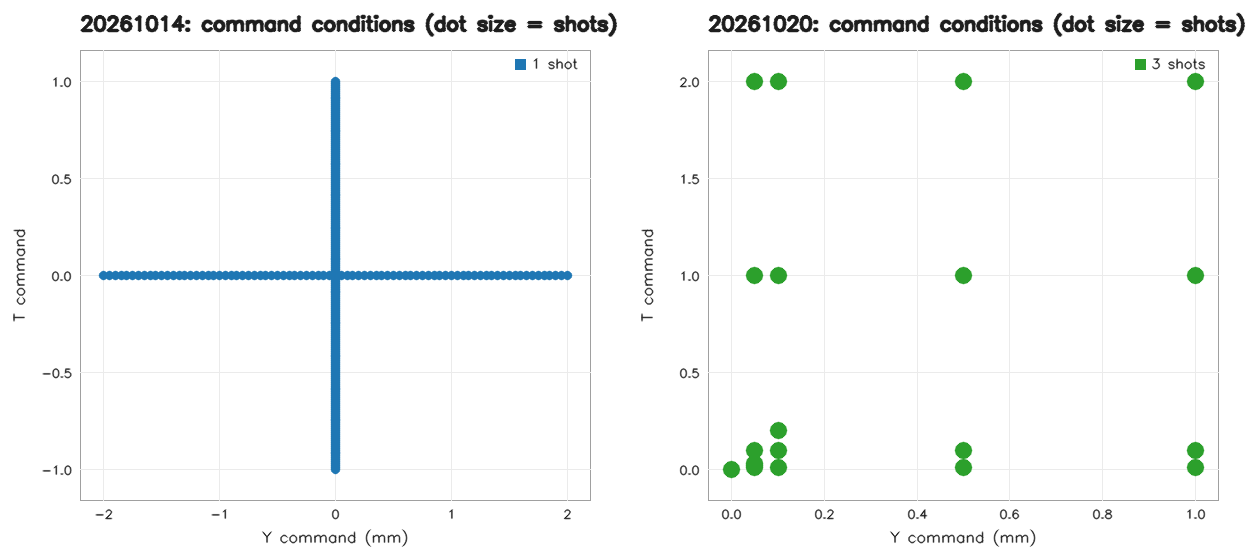 20261014: command conditions (dot size = shots)
1 shot
1.0
0.5
0.0
−0.5
−1.0
T command
−2
−1
0
1
2
Y command (mm)
20261020: command conditions (dot size = shots)
3 shots
2.0
1.5
1.0
0.5
0.0
T command
0.0
0.2
0.4
0.6
0.8
1.0
Y command (mm)